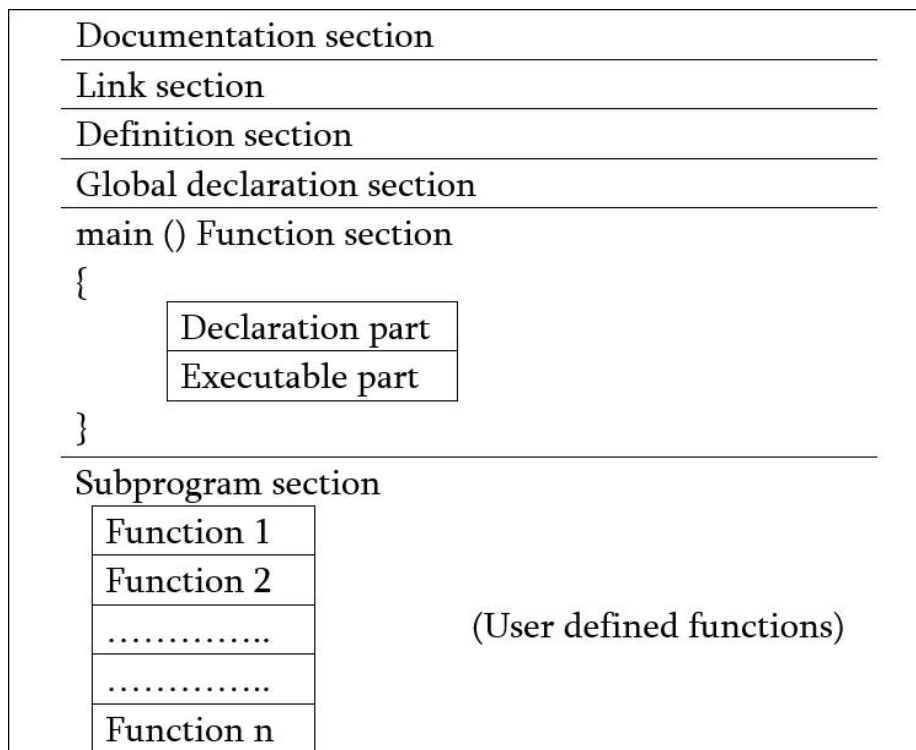 Documentation section
Link section
Definition section
Global declaration section
main () Function section
{
Declaration part
Executable part
}
Subprogram section
Function 1
Function 2
…………..
(User defined functions)
…………..
Function n